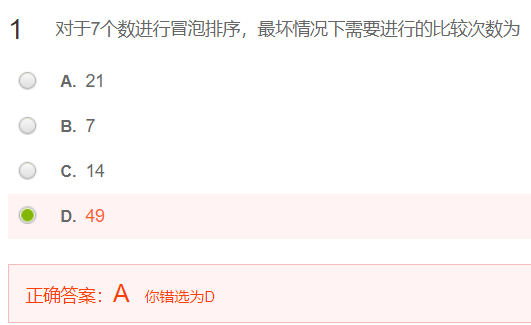 1 对于7个数进行冒泡排序，最坏情况下需要进行的比较次数为
A. 21
B. 7
C. 14
D. 49
正确答案：A 你错选为D